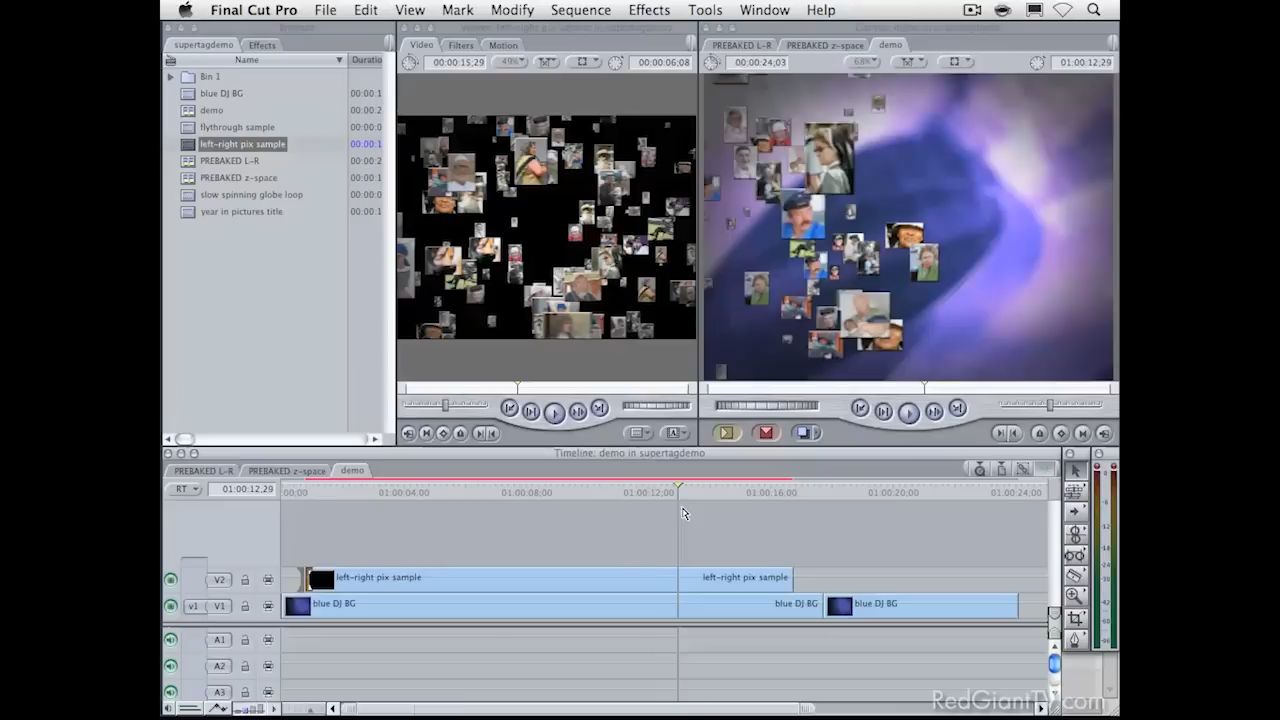 Final Cut Pro File Edit View Mark Modify Sequence Effects Tools Window Help
supertagdemo Effects
Name Duratio
Bin 1
blue DJ BG 00:00:1
demo 00:00:2
flythrough sample 00:00:0
left-right pix sample 00:00:1
PREBAKED L-R 00:00:2
PREBAKED z-space 00:00:1
slow spinning globe loop 00:00:0
year in pictures title 00:00:1
Video Filters Motion
00:00:15;29 49% 00:00:06;08
PREBAKED L-R PREBAKED z-space demo
00:00:24;03 68% 01:00:12;29
Timeline: demo in supertagdemo
PREBAKED L-R PREBAKED z-space demo
RT 01:00:12;29 00;00 01:00:04;00 01:00:08;00 01:00:12;00 01:00:16;00 01:00:20;00 01:00:24;00
V2 left-right pix sample left-right pix sample
v1 V1 blue DJ BG blue DJ BG blue DJ BG
A1
A2
A3
RedGiantTV.com